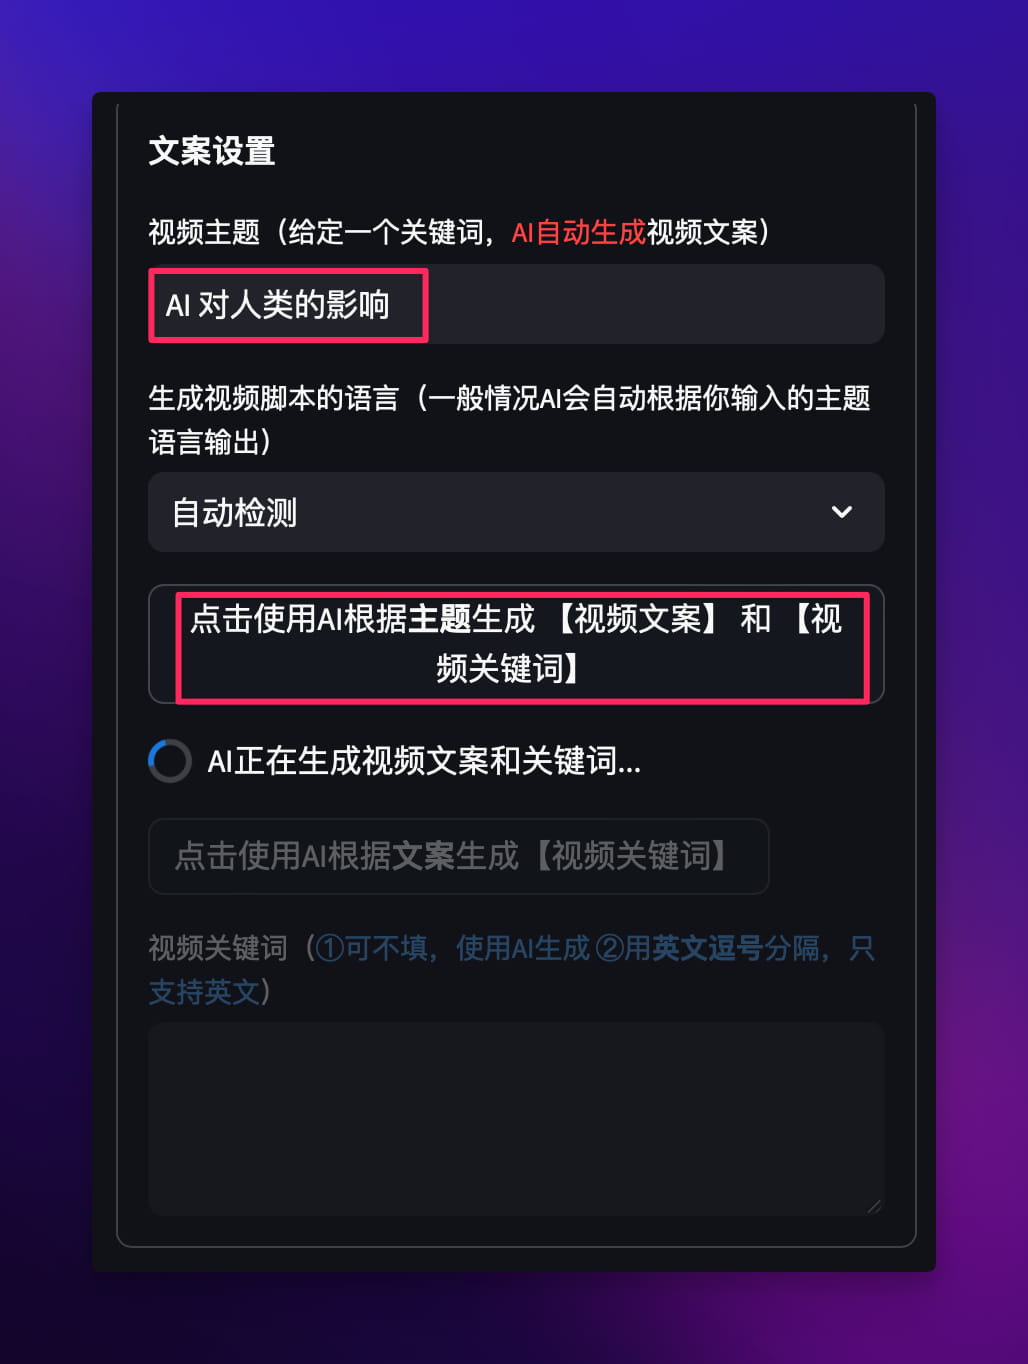 文案设置
视频主题（给定一个关键词，AI自动生成视频文案）
AI 对人类的影响
生成视频脚本的语言（一般情况AI会自动根据你输入的主题
语言输出）
自动检测
点击使用AI根据主题生成 【视频文案】 和 【视
频关键词】
AI正在生成视频文案和关键词...
点击使用AI根据文案生成【视频关键词】
视频关键词（①可不填，使用AI生成 ②用英文逗号分隔，只
支持英文）